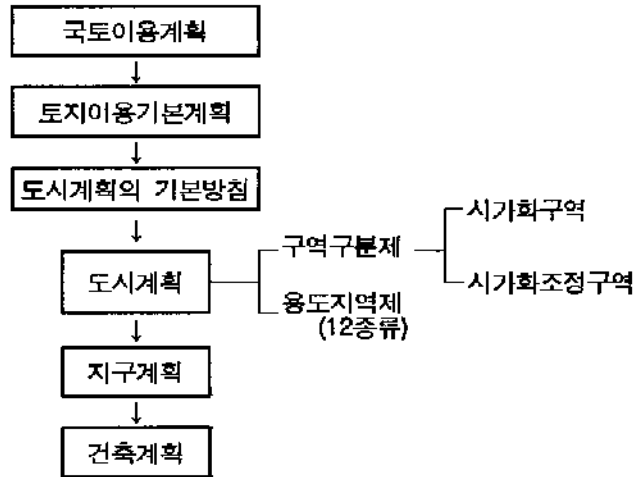 국토이용계획
↓
토지이용기본계획
↓
도시계획의 기본방침
↓
도시계획
구역구분제
시가화구역
시가화조정구역
용도지역제
(12종류)
↓
지구계획
↓
건축계획